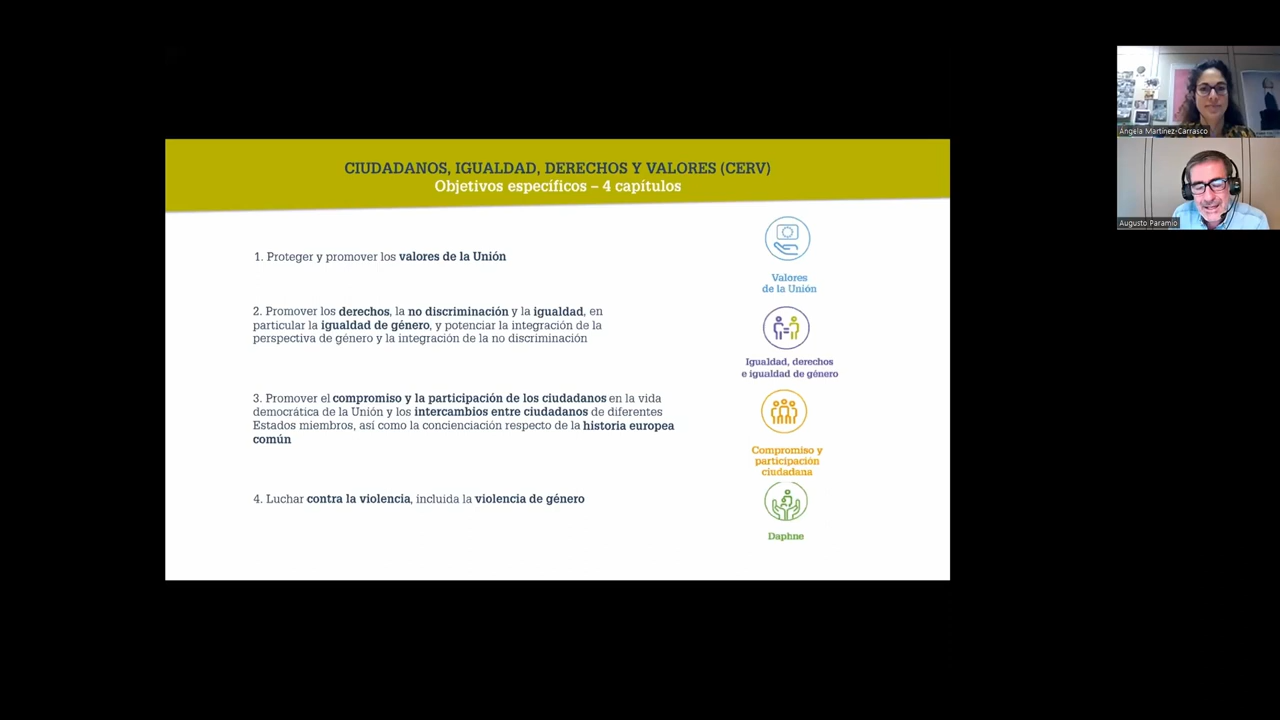 CIUDADANOS, IGUALDAD, DERECHOS Y VALORES (CERV)
Objetivos específicos – 4 capítulos
1. Proteger y promover los valores de la Unión
Valores
de la Unión
2. Promover los derechos, la no discriminación y la igualdad, en
particular la igualdad de género, y potenciar la integración de la
perspectiva de género y la integración de la no discriminación
Igualdad, derechos
e igualdad de género
3. Promover el compromiso y la participación de los ciudadanos en la vida
democrática de la Unión y los intercambios entre ciudadanos de diferentes
Estados miembros, así como la concienciación respecto de la historia europea
común
Compromiso y
participación
ciudadana
4. Luchar contra la violencia, incluida la violencia de género
Daphne
Angela Martínez-Carrasco
Augusto Paramio